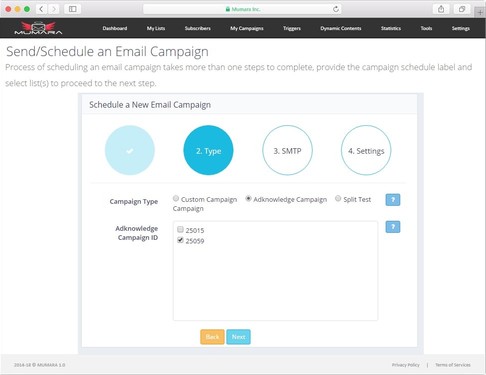 Mumara Inc.
MUMARA
Dashboard My Lists Subscribers My Campaigns Triggers Dynamic Contents Statistics Tools Settings
Send/Schedule an Email Campaign
Process of scheduling an email campaign takes more than one steps to complete, provide the campaign schedule label and
select list(s) to proceed to the next step.
Schedule a New Email Campaign
2. Type 3. SMTP 4. Settings
Campaign Type Custom Campaign Adknowledge Campaign Split Test ?
Campaign
Adknowledge ?
Campaign ID
25015
25059
Back Next
2014-16 © MUMARA 1.0 Privacy Policy | Terms of Services